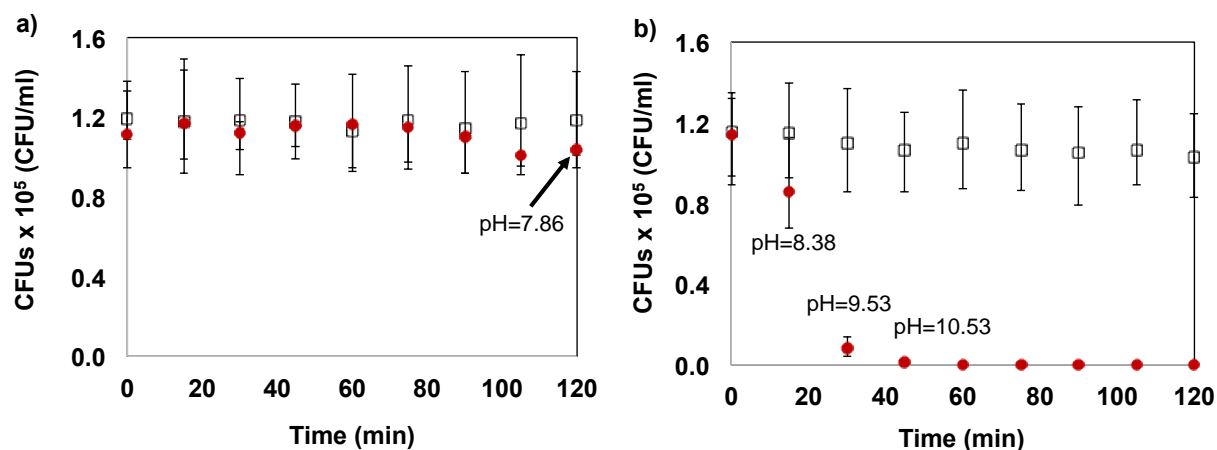 a)
CFUs x 10⁵ (CFU/ml)
1.6
1.2
0.8
0.4
0.0
pH=7.86
0 20 40 60 80 100 120
Time (min)
b)
CFUs x 10⁵ (CFU/ml)
1.6
1.2
0.8
0.4
0.0
pH=8.38
pH=9.53
pH=10.53
0 20 40 60 80 100 120
Time (min)